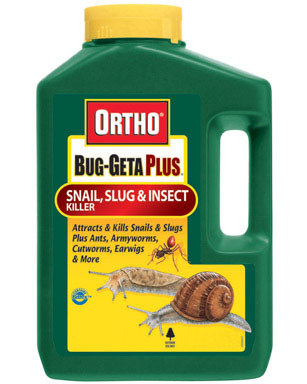 ORTHO®
BUG-GETA PLUS
SNAIL, SLUG & INSECT
KILLER
Attracts & Kills Snails & Slugs
Plus Ants, Armyworms,
Cutworms, Earwigs
& More